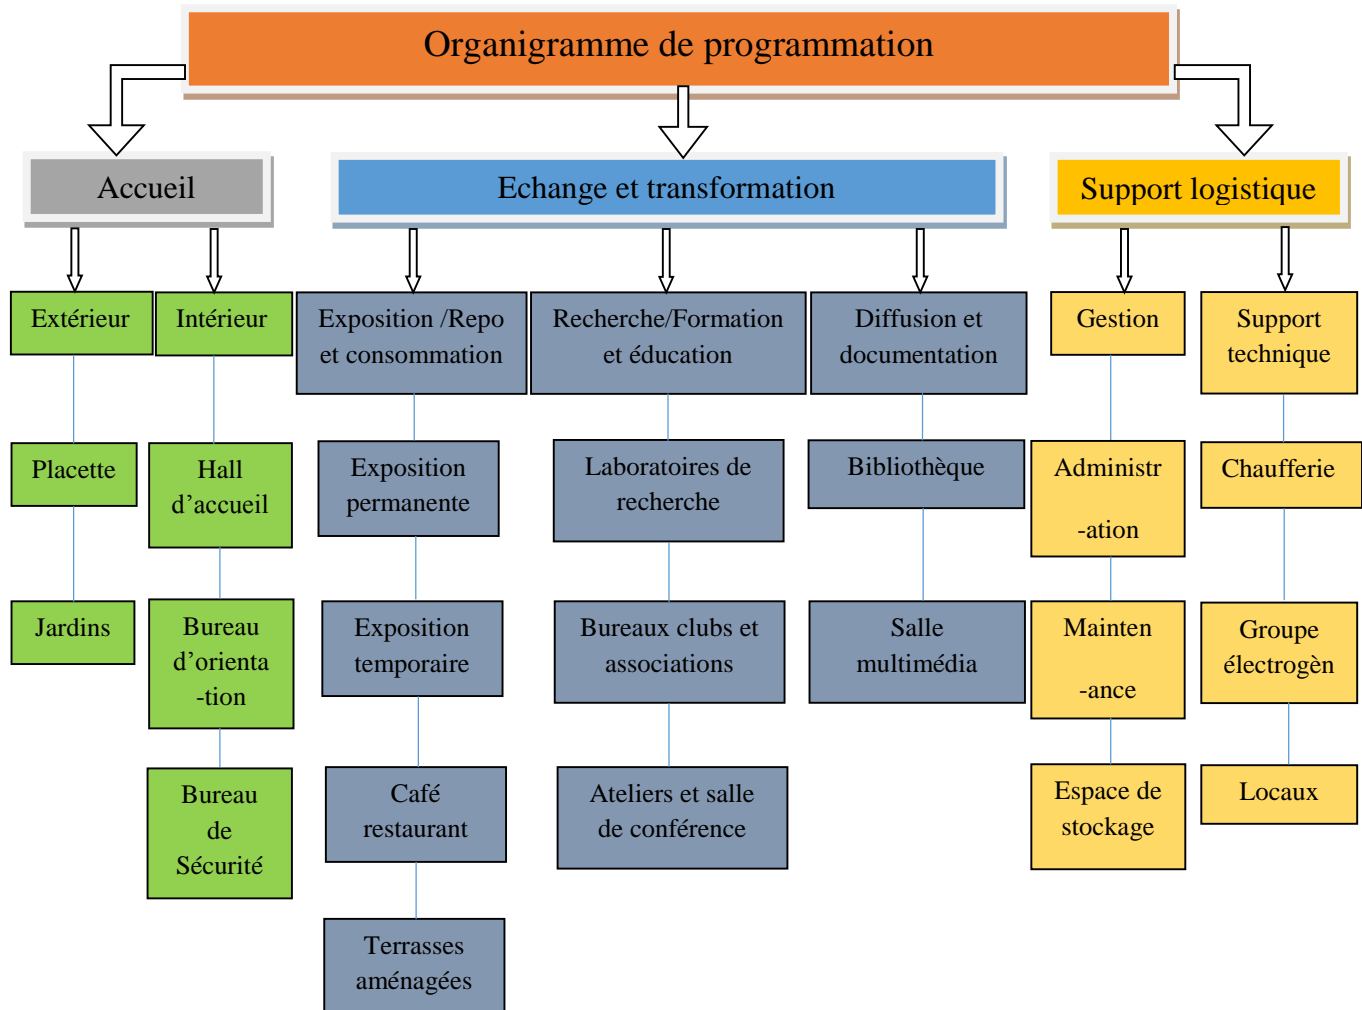 Organigramme de programmation
Accueil
Echange et transformation
Support logistique
Extérieur
Intérieur
Exposition /Repo
et consommation
Recherche/Formation
et éducation
Diffusion et
documentation
Gestion
Support
technique
Placette
Hall
d’accueil
Exposition
permanente
Laboratoires de
recherche
Bibliothèque
Administr
-ation
Chaufferie
Jardins
Bureau
d’orienta
-tion
Exposition
temporaire
Bureaux clubs et
associations
Salle
multimédia
Mainten
-ance
Groupe
électrogèn
Bureau
de
Sécurité
Café
restaurant
Ateliers et salle
de conférence
Espace de
stockage
Locaux
Terrasses
aménagées